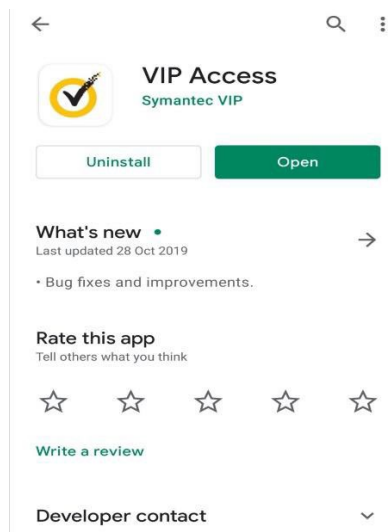 VIP Access
Symantec VIP
Uninstall
Open
What's new •
Last updated 28 Oct 2019
• Bug fixes and improvements.
Rate this app
Tell others what you think
Write a review
Developer contact